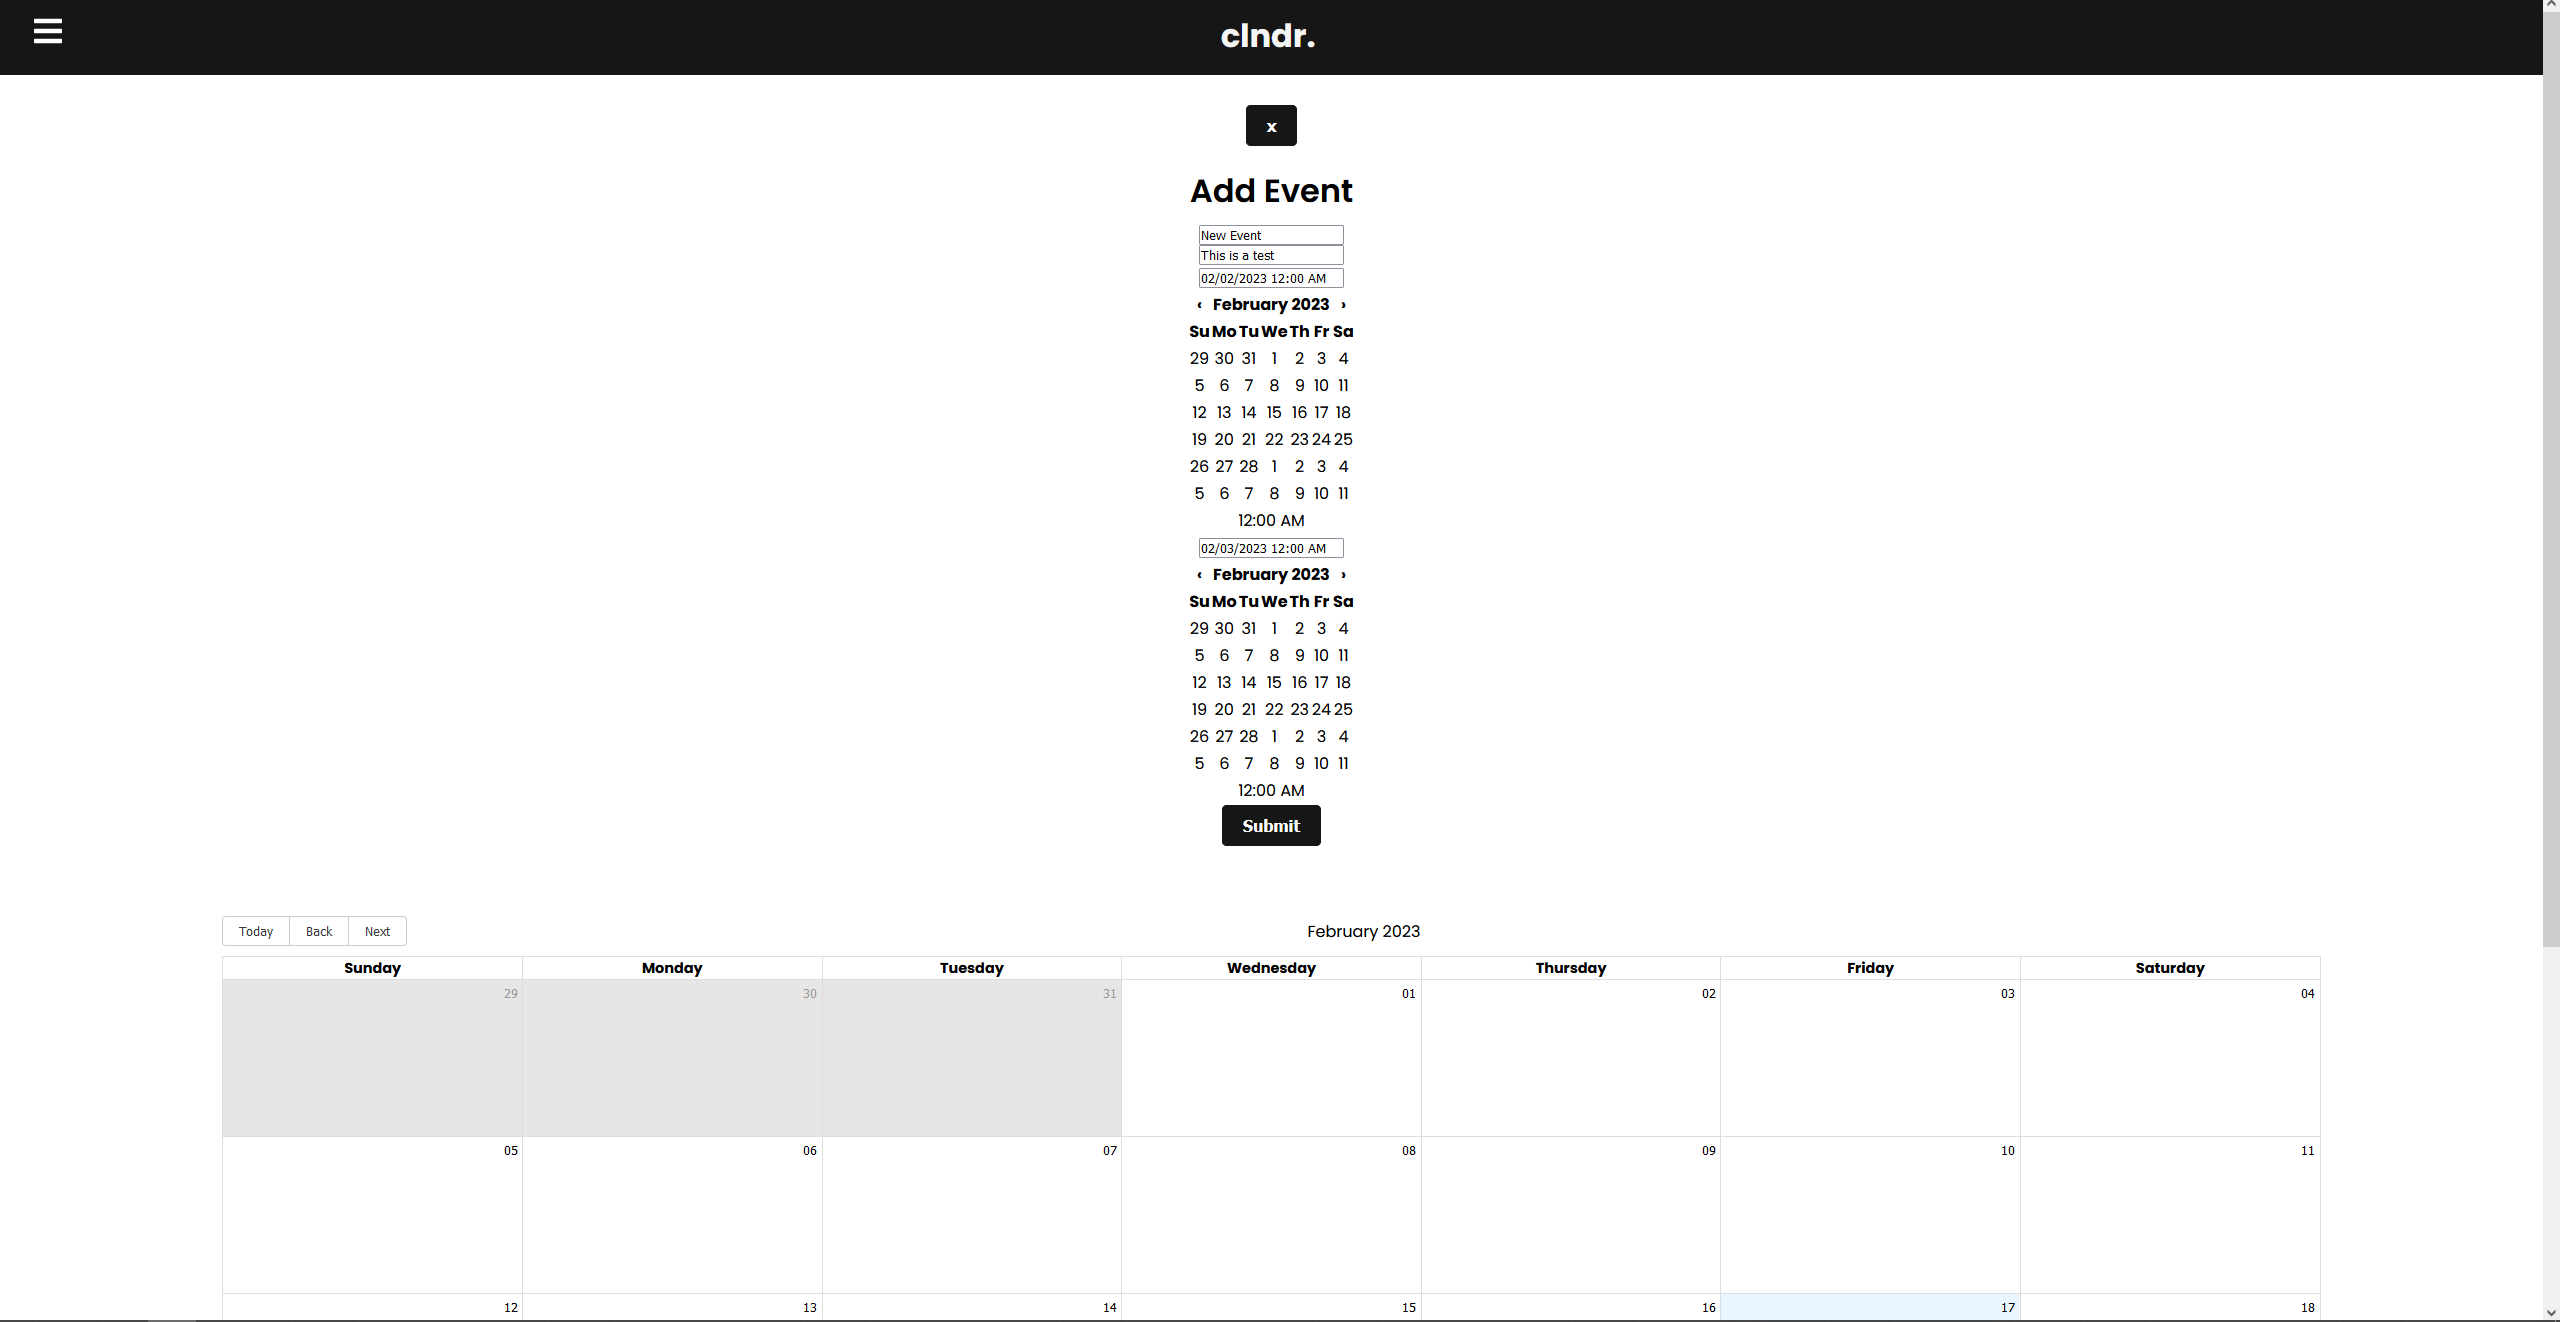 clndr.
x
Add Event
New Event
This is a test
02/02/2023 12:00 AM
‹ February 2023 ›
Su Mo Tu We Th Fr Sa
29 30 31 1 2 3 4
5 6 7 8 9 10 11
12 13 14 15 16 17 18
19 20 21 22 23 24 25
26 27 28 1 2 3 4
5 6 7 8 9 10 11
12:00 AM
02/03/2023 12:00 AM
‹ February 2023 ›
Su Mo Tu We Th Fr Sa
29 30 31 1 2 3 4
5 6 7 8 9 10 11
12 13 14 15 16 17 18
19 20 21 22 23 24 25
26 27 28 1 2 3 4
5 6 7 8 9 10 11
12:00 AM
Submit
Today Back Next February 2023
Sunday Monday Tuesday Wednesday Thursday Friday Saturday
29 30 31 01 02 03 04
05 06 07 08 09 10 11
12 13 14 15 16 17 18